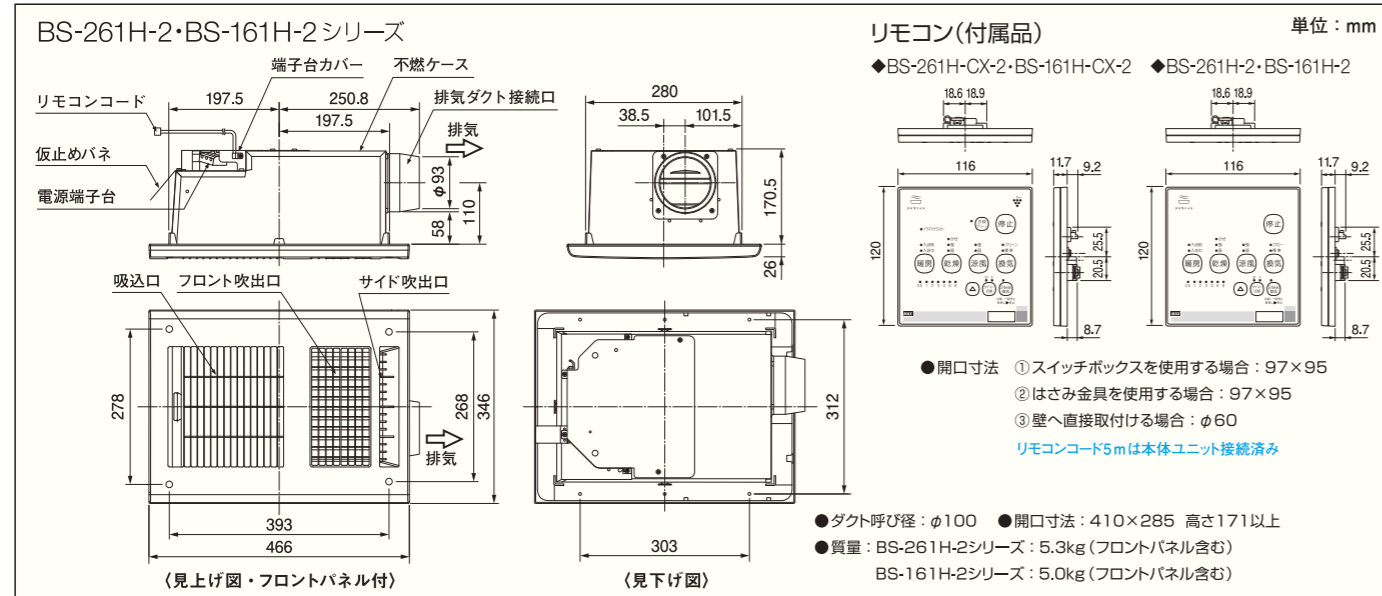 BS-261H-2・BS-161H-2シリーズ
端子台カバー
不燃ケース
リモコンコード
197.5
250.8
排気ダクト接続口
197.5
排気
仮止めバネ
電源端子台
φ93
110
58
280
38.5
101.5
170.5
26
吸込口
フロント吹出口
サイド吹出口
278
268
346
排気
393
466
〈見上げ図・フロントパネル付〉
312
303
〈見下げ図〉
リモコン(付属品)
単位：mm
◆BS-261H-CX-2・BS-161H-CX-2
◆BS-261H-2・BS-161H-2
18.6 18.9
116
11.7
9.2
120
停止
暖房
乾燥
涼風
換気
25.5
20.5
8.7
18.6 18.9
116
11.7
9.2
120
停止
暖房
乾燥
涼風
換気
25.5
20.5
8.7
●開口寸法 ①スイッチボックスを使用する場合：97×95
②はさみ金具を使用する場合：97×95
③壁へ直接取付ける場合：φ60
リモコンコード5mは本体ユニット接続済み
●ダクト呼び径：φ100 ●開口寸法：410×285 高さ171以上
●質量：BS-261H-2シリーズ：5.3kg(フロントパネル含む)
BS-161H-2シリーズ：5.0kg(フロントパネル含む)